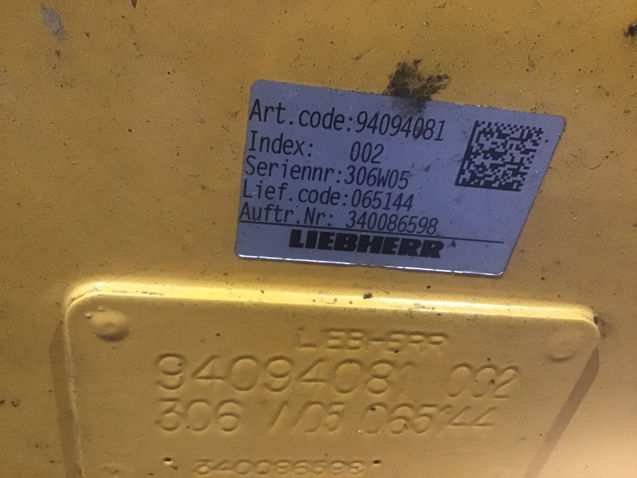 Art.code:94094081
Index: 002
Seriennr:306W05
Lief.code:065144
Auftr.Nr: 340086598
LIEBHERR
LIEBHERR
94094081 002
306 W05 065144
340086598